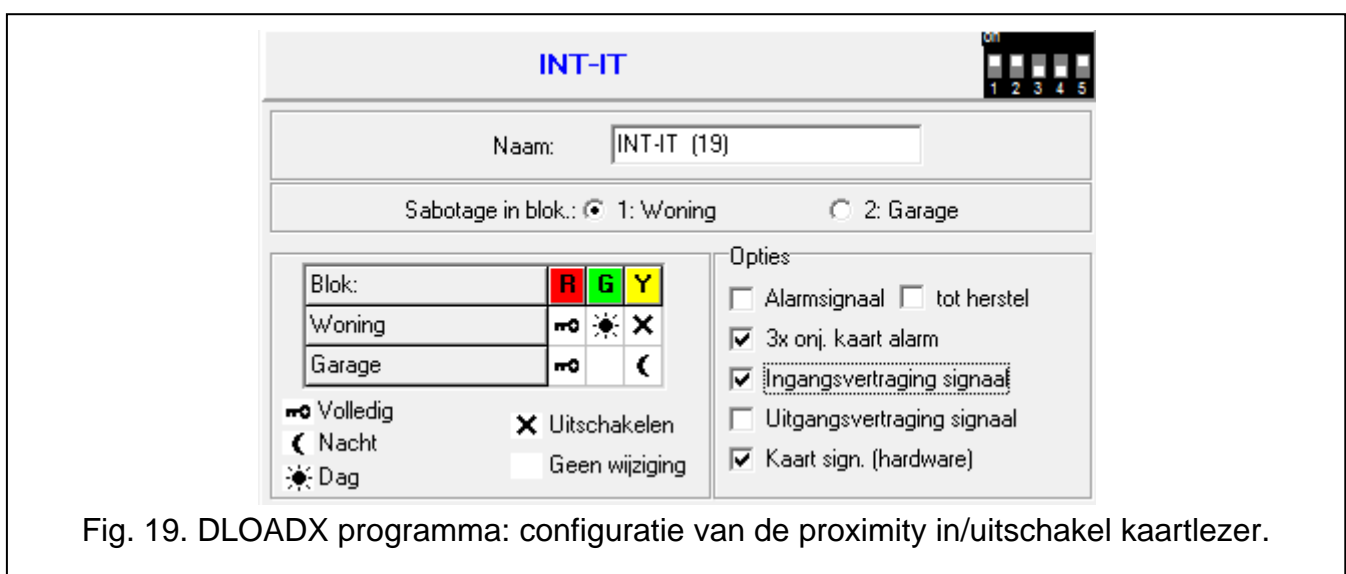 INT-IT
on
1 2 3 4 5
Naam: INT-IT (19)
Sabotage in blok.: 1: Woning 2: Garage
Blok: R G Y
Woning
Garage
Volledig
Nacht
Dag
Uitschakelen
Geen wijziging
Opties
Alarmsignaal tot herstel
3x onj. kaart alarm
Ingangsvertraging signaal
Uitgangsvertraging signaal
Kaart sign. (hardware)
Fig. 19. DLOADX programma: configuratie van de proximity in/uitschakel kaartlezer.